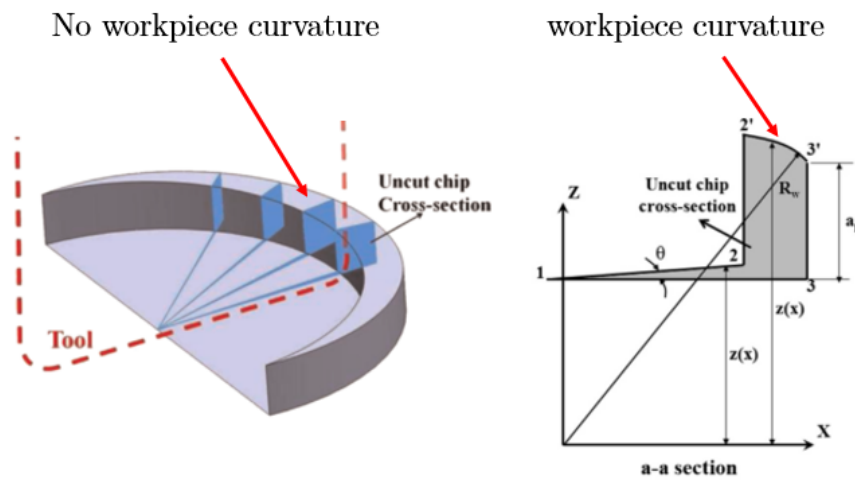 No workpiece curvature
workpiece curvature
Uncut chip
Cross-section
Tool
2'
3'
Uncut chip
cross-section
R_w
Z
θ
1
2
3
z(x)
z(x)
X
a-a section